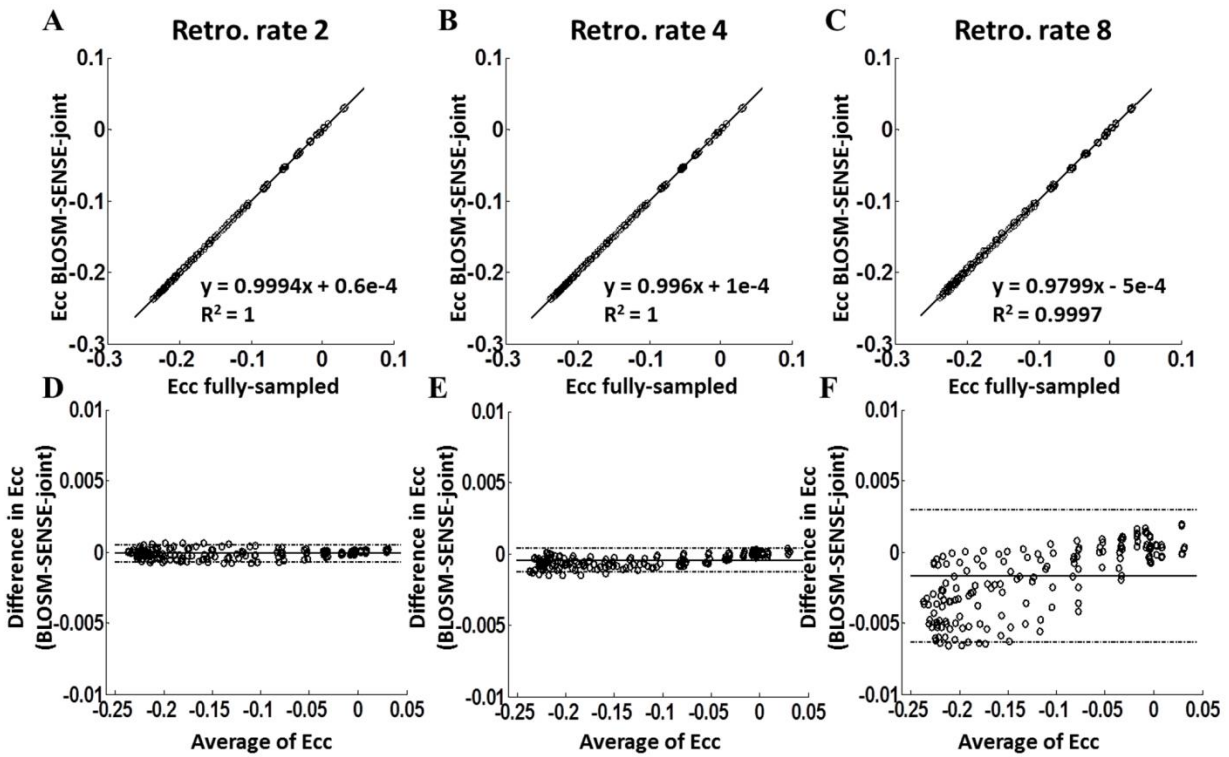 A
Retro. rate 2
0.1
0
-0.1
-0.2
-0.3
Ecc BLOSM-SENSE-joint
y = 0.9994x + 0.6e-4
R² = 1
-0.3 -0.2 -0.1 0 0.1
Ecc fully-sampled
B
Retro. rate 4
0.1
0
-0.1
-0.2
-0.3
Ecc BLOSM-SENSE-joint
y = 0.996x + 1e-4
R² = 1
-0.3 -0.2 -0.1 0 0.1
Ecc fully-sampled
C
Retro. rate 8
0.1
0
-0.1
-0.2
-0.3
Ecc BLOSM-SENSE-joint
y = 0.9799x - 5e-4
R² = 0.9997
-0.3 -0.2 -0.1 0 0.1
Ecc fully-sampled
D
0.01
0.005
0
-0.005
-0.01
Difference in Ecc
(BLOSM-SENSE-joint)
-0.25 -0.2 -0.15 -0.1 -0.05 0 0.05
Average of Ecc
E
0.01
0.005
0
-0.005
-0.01
Difference in Ecc
(BLOSM-SENSE-joint)
-0.25 -0.2 -0.15 -0.1 -0.05 0 0.05
Average of Ecc
F
0.01
0.005
0
-0.005
-0.01
Difference in Ecc
(BLOSM-SENSE-joint)
-0.25 -0.2 -0.15 -0.1 -0.05 0 0.05
Average of Ecc